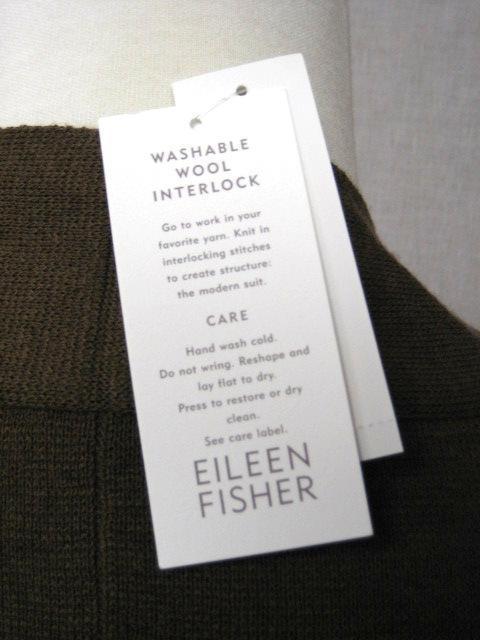 WASHABLE
WOOL
INTERLOCK
Go to work in your
favorite yarn. Knit in
interlocking stitches
to create structure:
the modern suit.
CARE
Hand wash cold.
Do not wring. Reshape and
lay flat to dry.
Press to restore or dry
clean.
See care label.
EILEEN
FISHER